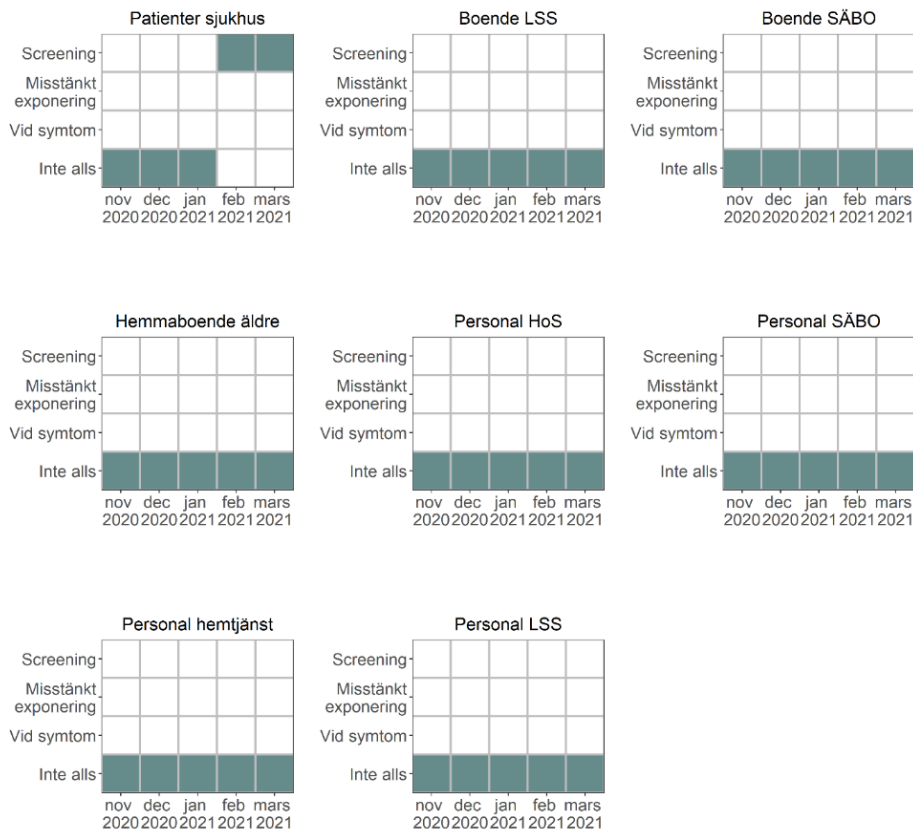 Patienter sjukhus
Screening
Misstänkt
exponering
Vid symtom
Inte alls
nov dec jan feb mars
2020 2020 2021 2021 2021
Boende LSS
Screening
Misstänkt
exponering
Vid symtom
Inte alls
nov dec jan feb mars
2020 2020 2021 2021 2021
Boende SÄBO
Screening
Misstänkt
exponering
Vid symtom
Inte alls
nov dec jan feb mars
2020 2020 2021 2021 2021
Hemmaboende äldre
Screening
Misstänkt
exponering
Vid symtom
Inte alls
nov dec jan feb mars
2020 2020 2021 2021 2021
Personal HoS
Screening
Misstänkt
exponering
Vid symtom
Inte alls
nov dec jan feb mars
2020 2020 2021 2021 2021
Personal SÄBO
Screening
Misstänkt
exponering
Vid symtom
Inte alls
nov dec jan feb mars
2020 2020 2021 2021 2021
Personal hemtjänst
Screening
Misstänkt
exponering
Vid symtom
Inte alls
nov dec jan feb mars
2020 2020 2021 2021 2021
Personal LSS
Screening
Misstänkt
exponering
Vid symtom
Inte alls
nov dec jan feb mars
2020 2020 2021 2021 2021